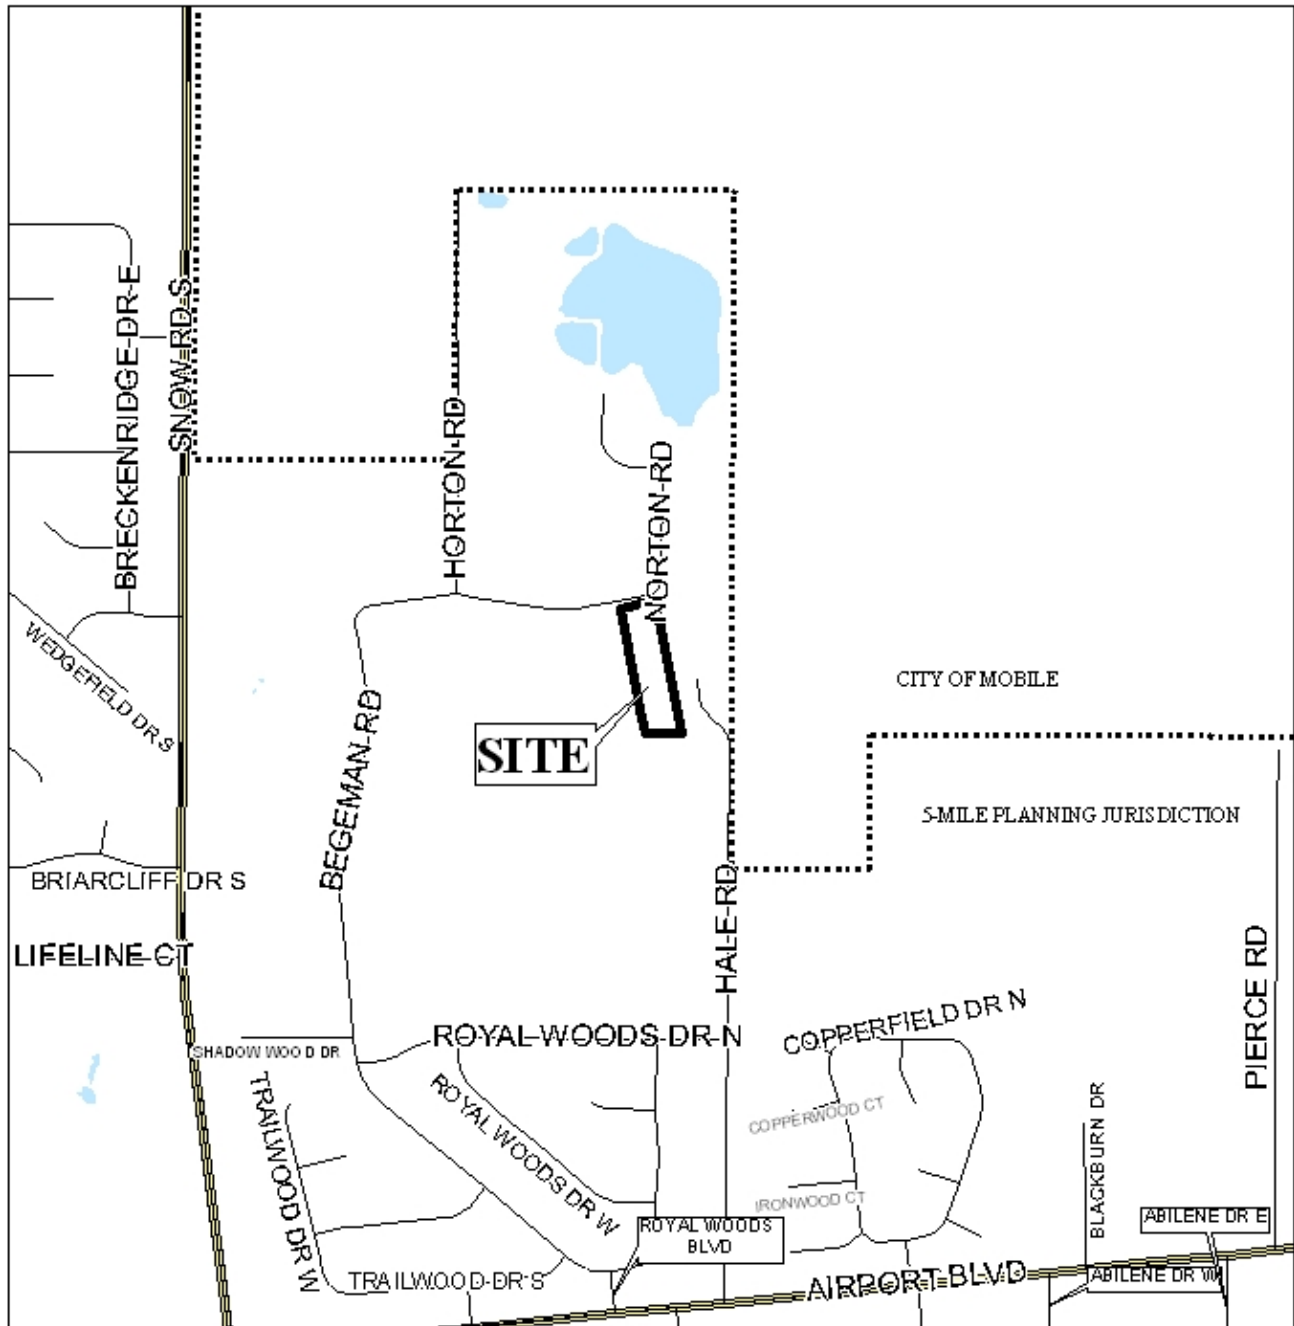 BRECKENRIDGE-DR-E
SNOW-RD-S
HORTON-RD
NORTON-RD
WEDGEFIELD DR S
CITY OF MOBILE
SITE
BEGEMAN-RD
5-MILE PLANNING JURISDICTION
BRIARCLIFF DR S
HALE-RD
LIFELINE-CT
PIERCE RD
ROYAL-WOODS-DR-N
COPPERFIELD DR N
SHADOW WOOD DR
TRAILWOOD DR W
ROYAL WOODS DR W
COPPERWOOD CT
BLACKBURN DR
IRONWOOD CT
ROYAL WOODS
BLVD
ABILENE DR E
TRAILWOOD-DR S
AIRPORT BLVD
ABILENE DR W